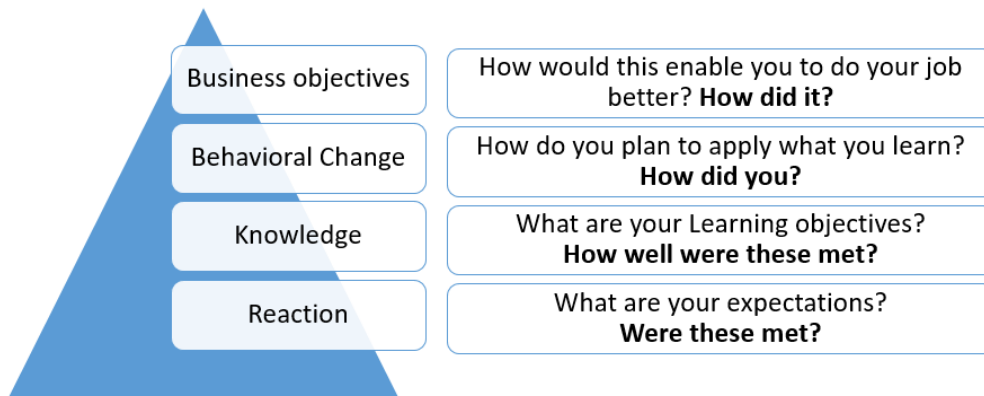 Business objectives
How would this enable you to do your job
better? How did it?
Behavioral Change
How do you plan to apply what you learn?
How did you?
Knowledge
What are your Learning objectives?
How well were these met?
Reaction
What are your expectations?
Were these met?